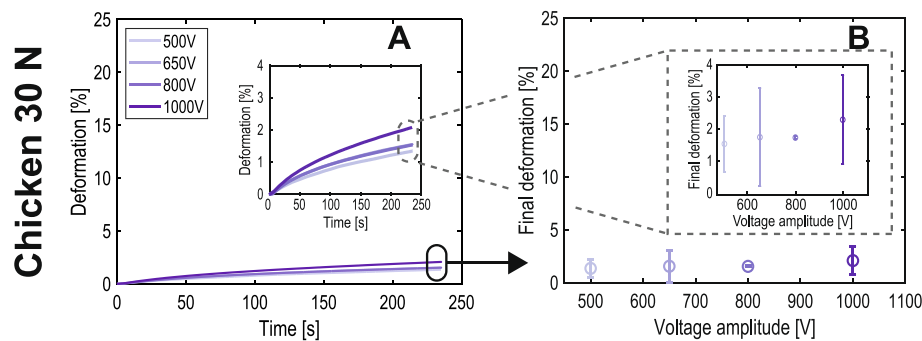 Chicken 30 N
A
Deformation [%]
25
20
15
10
5
0
500V
650V
800V
1000V
Deformation [%]
4
3
2
1
0
0 50 100 150 200 250
Time [s]
0 50 100 150 200 250
Time [s]
B
Final deformation [%]
25
20
15
10
5
0
Final deformation [%]
4
3
2
1
0
600 800 1000
Voltage amplitude [V]
500 600 700 800 900 1000 1100
Voltage amplitude [V]